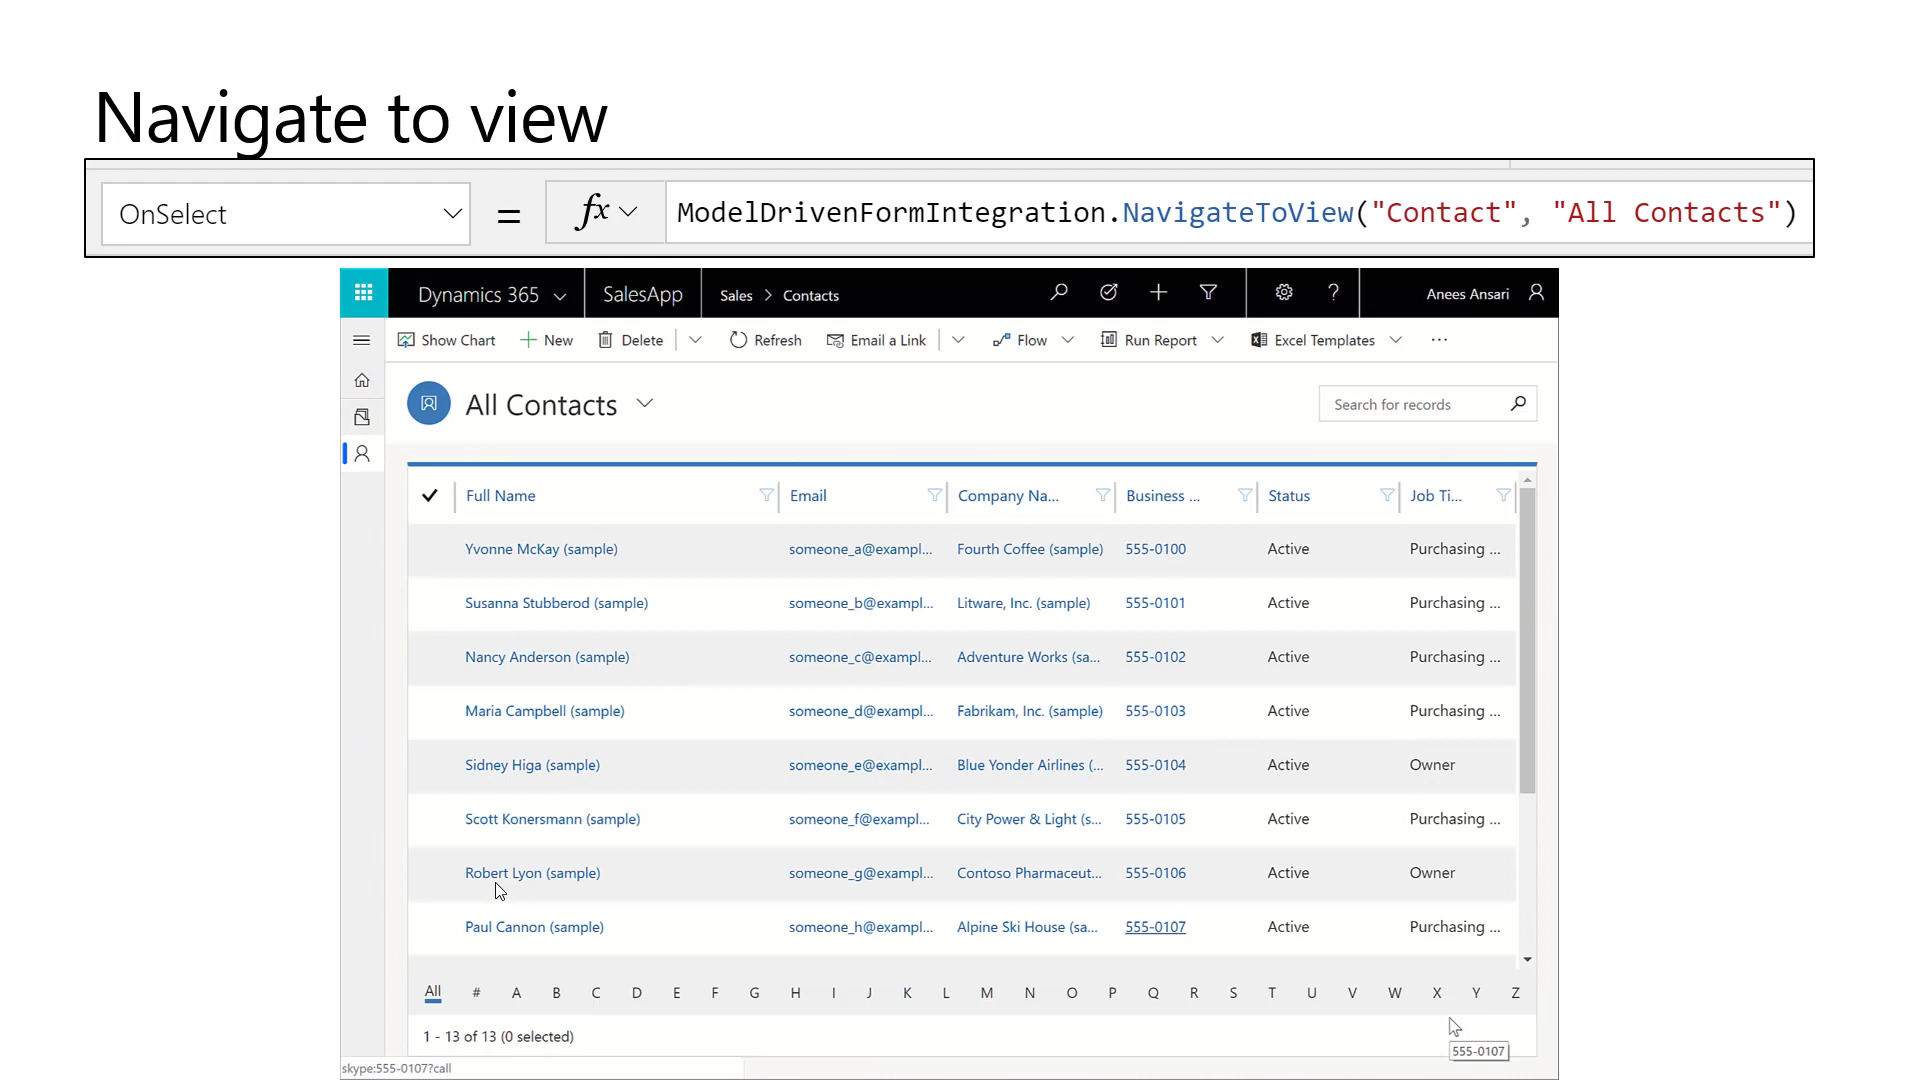 Navigate to view
OnSelect = fx ModelDrivenFormIntegration.NavigateToView("Contact", "All Contacts")
Dynamics 365 SalesApp Sales > Contacts ? Anees Ansari
Show Chart New Delete Refresh Email a Link Flow Run Report Excel Templates ...
All Contacts Search for records
Full Name Email Company Na... Business ... Status Job Ti...
Yvonne McKay (sample) someone_a@exampl... Fourth Coffee (sample) 555-0100 Active Purchasing ...
Susanna Stubberod (sample) someone_b@exampl... Litware, Inc. (sample) 555-0101 Active Purchasing ...
Nancy Anderson (sample) someone_c@exampl... Adventure Works (sa... 555-0102 Active Purchasing ...
Maria Campbell (sample) someone_d@exampl... Fabrikam, Inc. (sample) 555-0103 Active Purchasing ...
Sidney Higa (sample) someone_e@exampl... Blue Yonder Airlines (... 555-0104 Active Owner
Scott Konersmann (sample) someone_f@exampl... City Power & Light (s... 555-0105 Active Purchasing ...
Robert Lyon (sample) someone_g@exampl... Contoso Pharmaceut... 555-0106 Active Owner
Paul Cannon (sample) someone_h@exampl... Alpine Ski House (sa... 555-0107 Active Purchasing ...
All # A B C D E F G H I J K L M N O P Q R S T U V W X Y Z
1 - 13 of 13 (0 selected)
555-0107
skype:555-0107?call